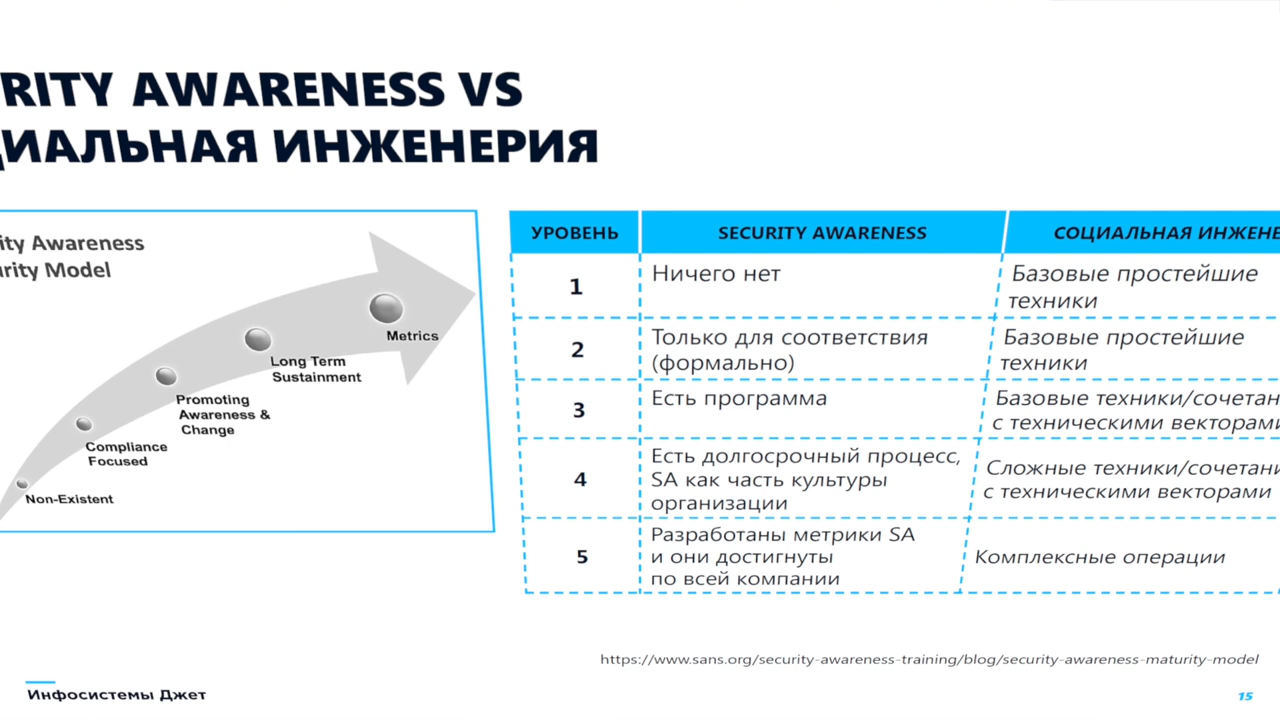 RITY AWARENESS VS
ЦИАЛЬНАЯ ИНЖЕНЕРИЯ
ity Awareness
urity Model
Metrics
Long Term
Sustainment
Promoting
Awareness &
Change
Compliance
Focused
Non-Existent
УРОВЕНЬ
SECURITY AWARENESS
СОЦИАЛЬНАЯ ИНЖЕНЕ
1
Ничего нет
Базовые простейшие
техники
2
Только для соответствия
(формально)
Базовые простейшие
техники
3
Есть программа
Базовые техники/сочетан
с техническими векторами
4
Есть долгосрочный процесс,
SA как часть культуры
организации
Сложные техники/сочетани
с техническими векторами
5
Разработаны метрики SA
и они достигнуты
по всей компании
Комплексные операции
https://www.sans.org/security-awareness-training/blog/security-awareness-maturity-model
Инфосистемы Джет
15